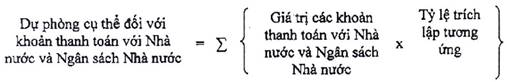 Dự phòng cụ thể đối với
khoản thanh toán với Nhà
nước và Ngân sách Nhà nước
= ∑ {
Giá trị các khoản
thanh toán với Nhà
nước và Ngân sách
Nhà nước
x
Tỷ lệ trích
lập tương
ứng
}